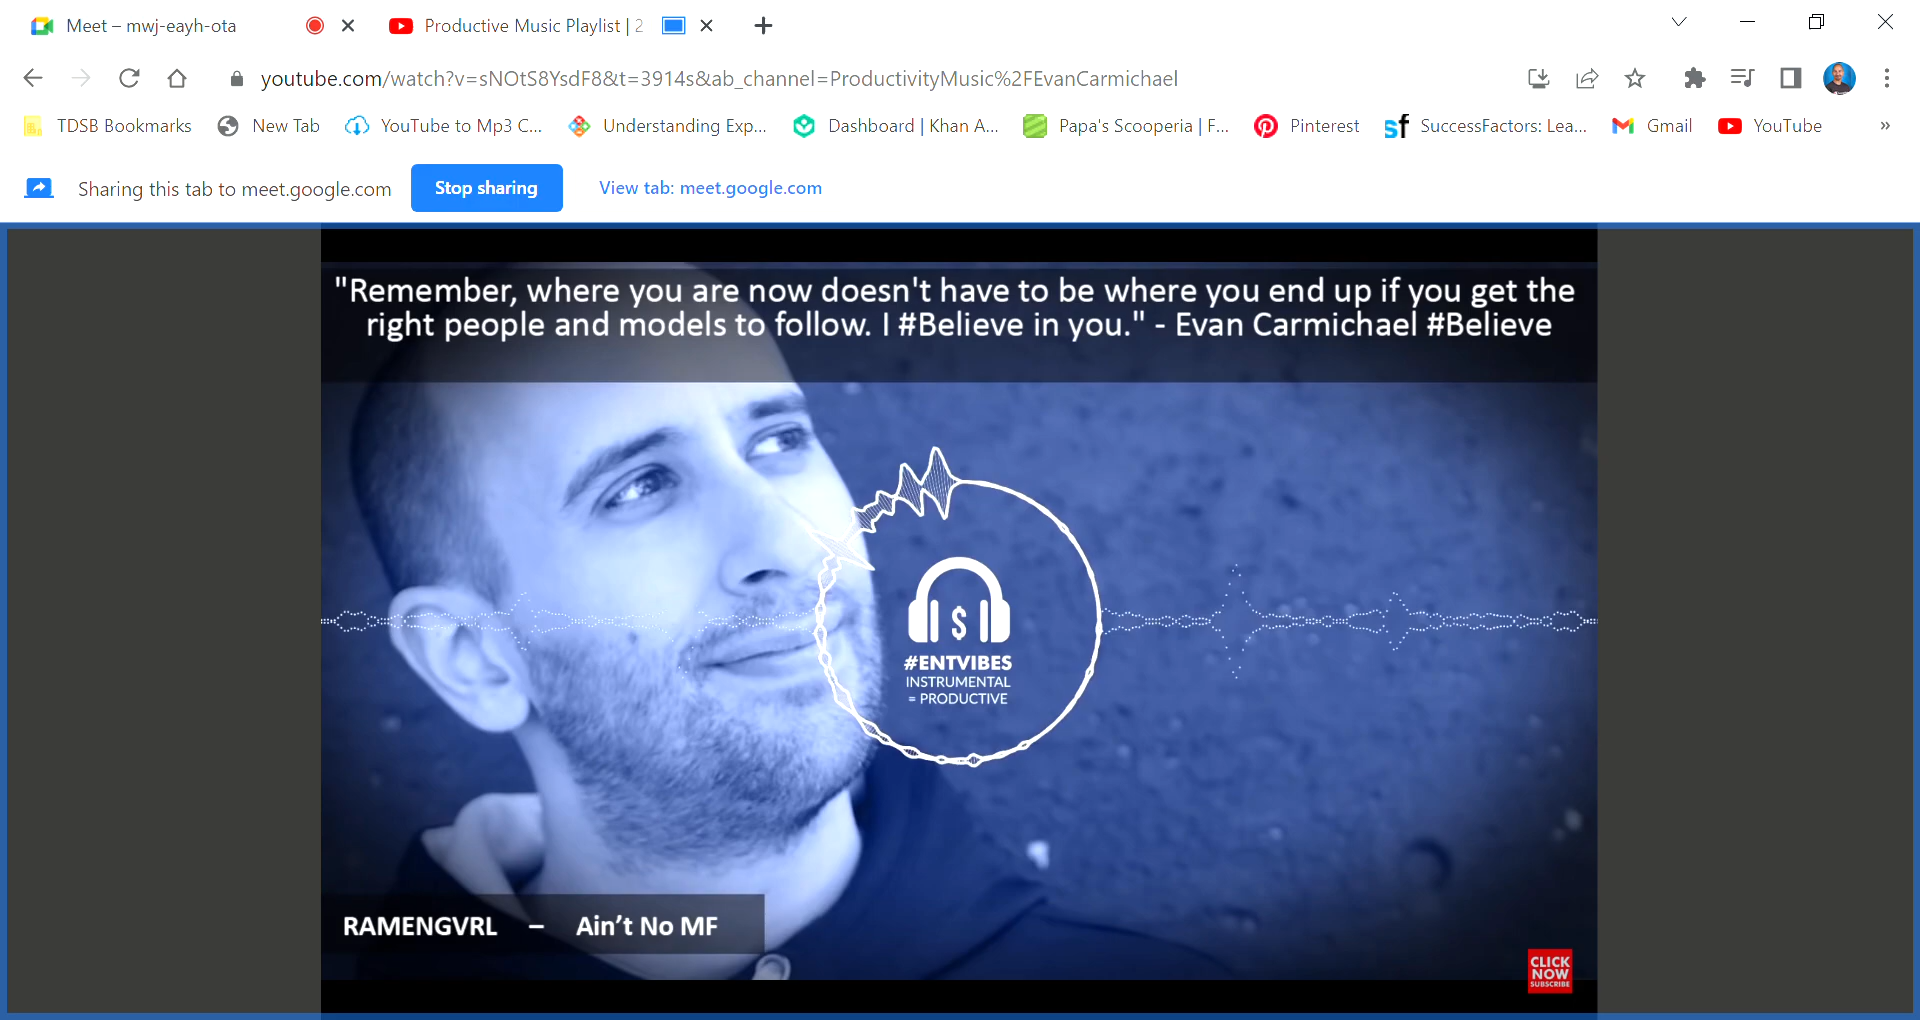 Meet – mwj-eayh-ota
Productive Music Playlist | 2
youtube.com/watch?v=sNOtS8YsdF8&t=3914s&ab_channel=ProductivityMusic%2FEvanCarmichael
TDSB Bookmarks
New Tab
YouTube to Mp3 C...
Understanding Exp...
Dashboard | Khan A...
Papa's Scooperia | F...
Pinterest
SuccessFactors: Lea...
Gmail
YouTube
»
Sharing this tab to meet.google.com
Stop sharing
View tab: meet.google.com
"Remember, where you are now doesn't have to be where you end up if you get the
right people and models to follow. I #Believe in you." - Evan Carmichael #Believe
$
#ENTVIBES
INSTRUMENTAL
= PRODUCTIVE
RAMENGVRL – Ain’t No MF
CLICK
NOW
SUBSCRIBE